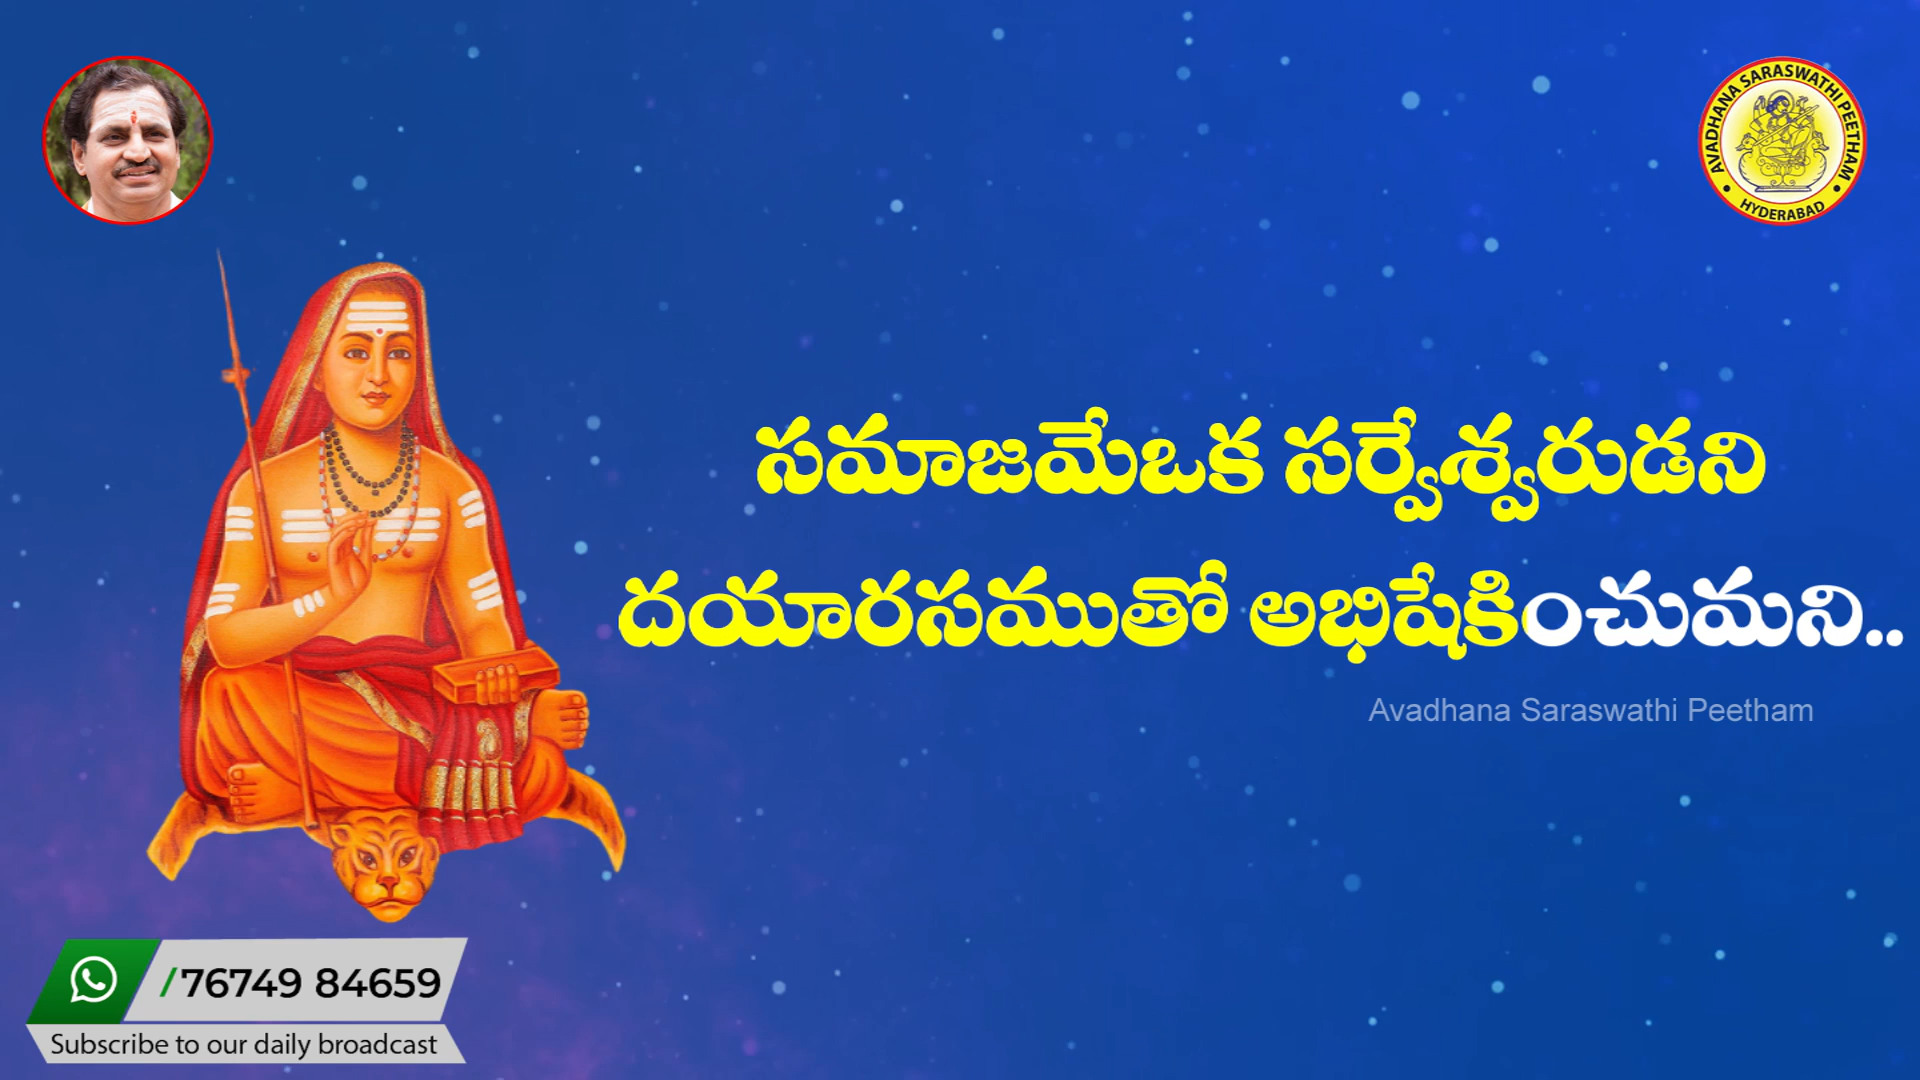 AVADHANA SARASWATHI PEETHAM
• HYDERABAD •
సమాజమేఒక సర్వేశ్వరుడని
దయారసముతో అభిషేకించుమని..
Avadhana Saraswathi Peetham
/76749 84659
Subscribe to our daily broadcast